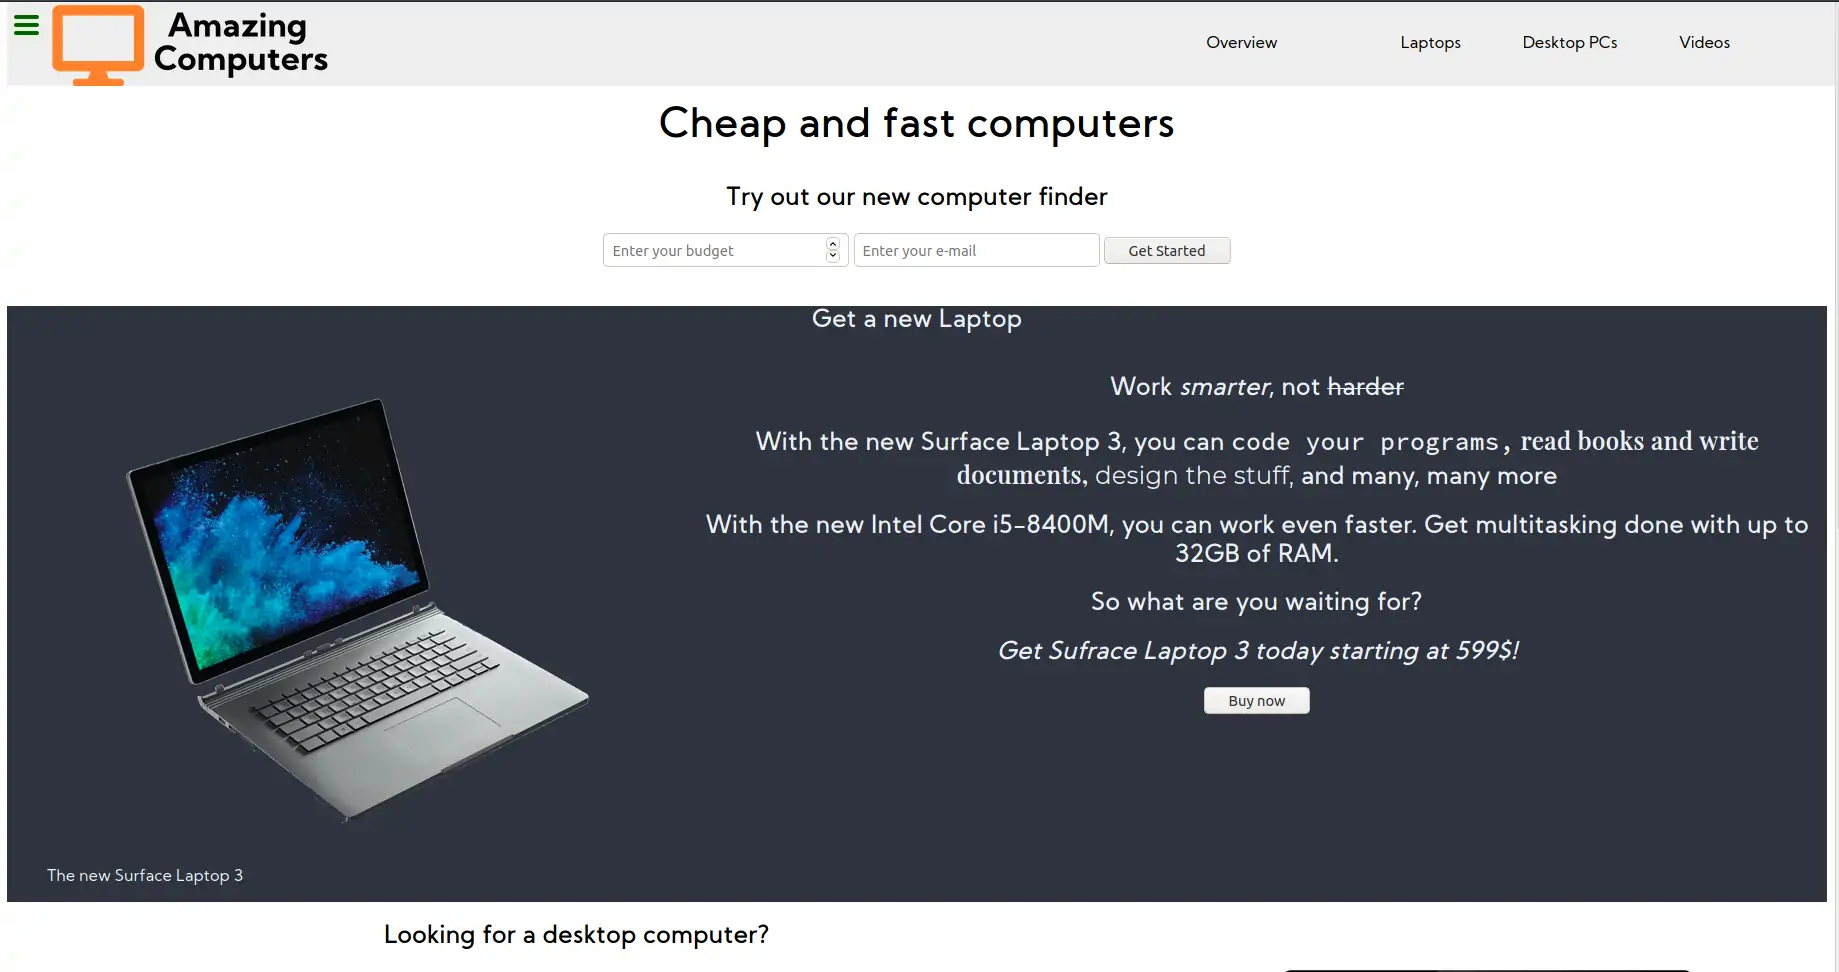 Amazing
Computers
Overview
Laptops
Desktop PCs
Videos
Cheap and fast computers
Try out our new computer finder
Enter your budget
Enter your e-mail
Get Started
Get a new Laptop
Work smarter, not harder
With the new Surface Laptop 3, you can code your programs, read books and write
documents, design the stuff, and many, many more
With the new Intel Core i5-8400M, you can work even faster. Get multitasking done with up to
32GB of RAM.
So what are you waiting for?
Get Sufrace Laptop 3 today starting at 599$!
Buy now
The new Surface Laptop 3
Looking for a desktop computer?